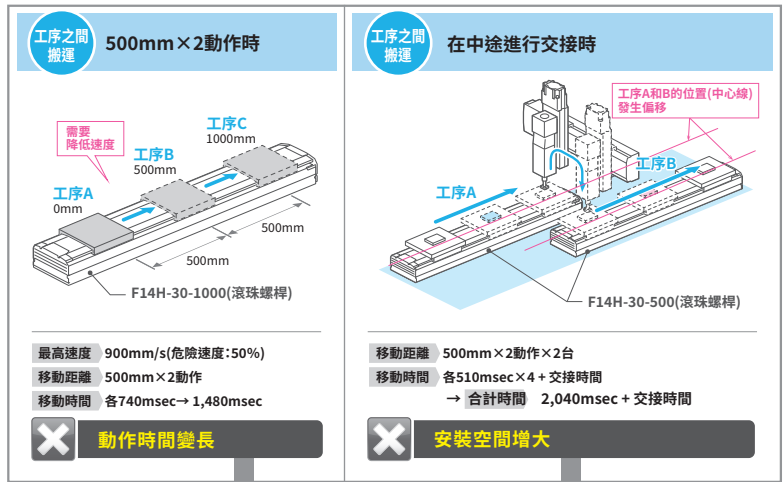 工序之間
搬運
500mm×2動作時
需要
降低速度
工序C
1000mm
工序B
500mm
工序A
0mm
500mm
500mm
F14H-30-1000(滾珠螺桿)
最高速度 900mm/s(危險速度:50%)
移動距離 500mm×2動作
移動時間 各740msec→ 1,480msec
動作時間變長
工序之間
搬運
在中途進行交接時
工序A和B的位置(中心線)
發生偏移
工序A
工序B
F14H-30-500(滾珠螺桿)
移動距離 500mm×2動作×2台
移動時間 各510msec×4 + 交接時間
→ 合計時間 2,040msec + 交接時間
安裝空間增大